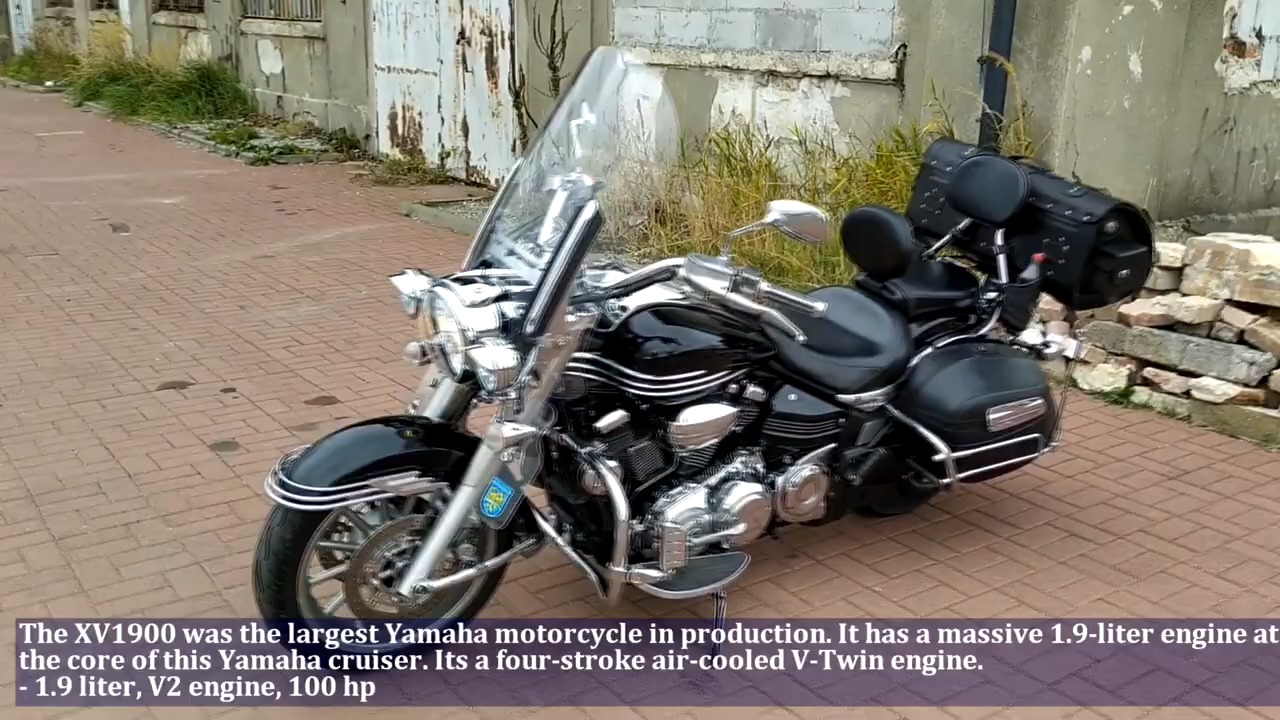 The XV1900 was the largest Yamaha motorcycle in production. It has a massive 1.9-liter engine at
the core of this Yamaha cruiser. Its a four-stroke air-cooled V-Twin engine.
- 1.9 liter, V2 engine, 100 hp